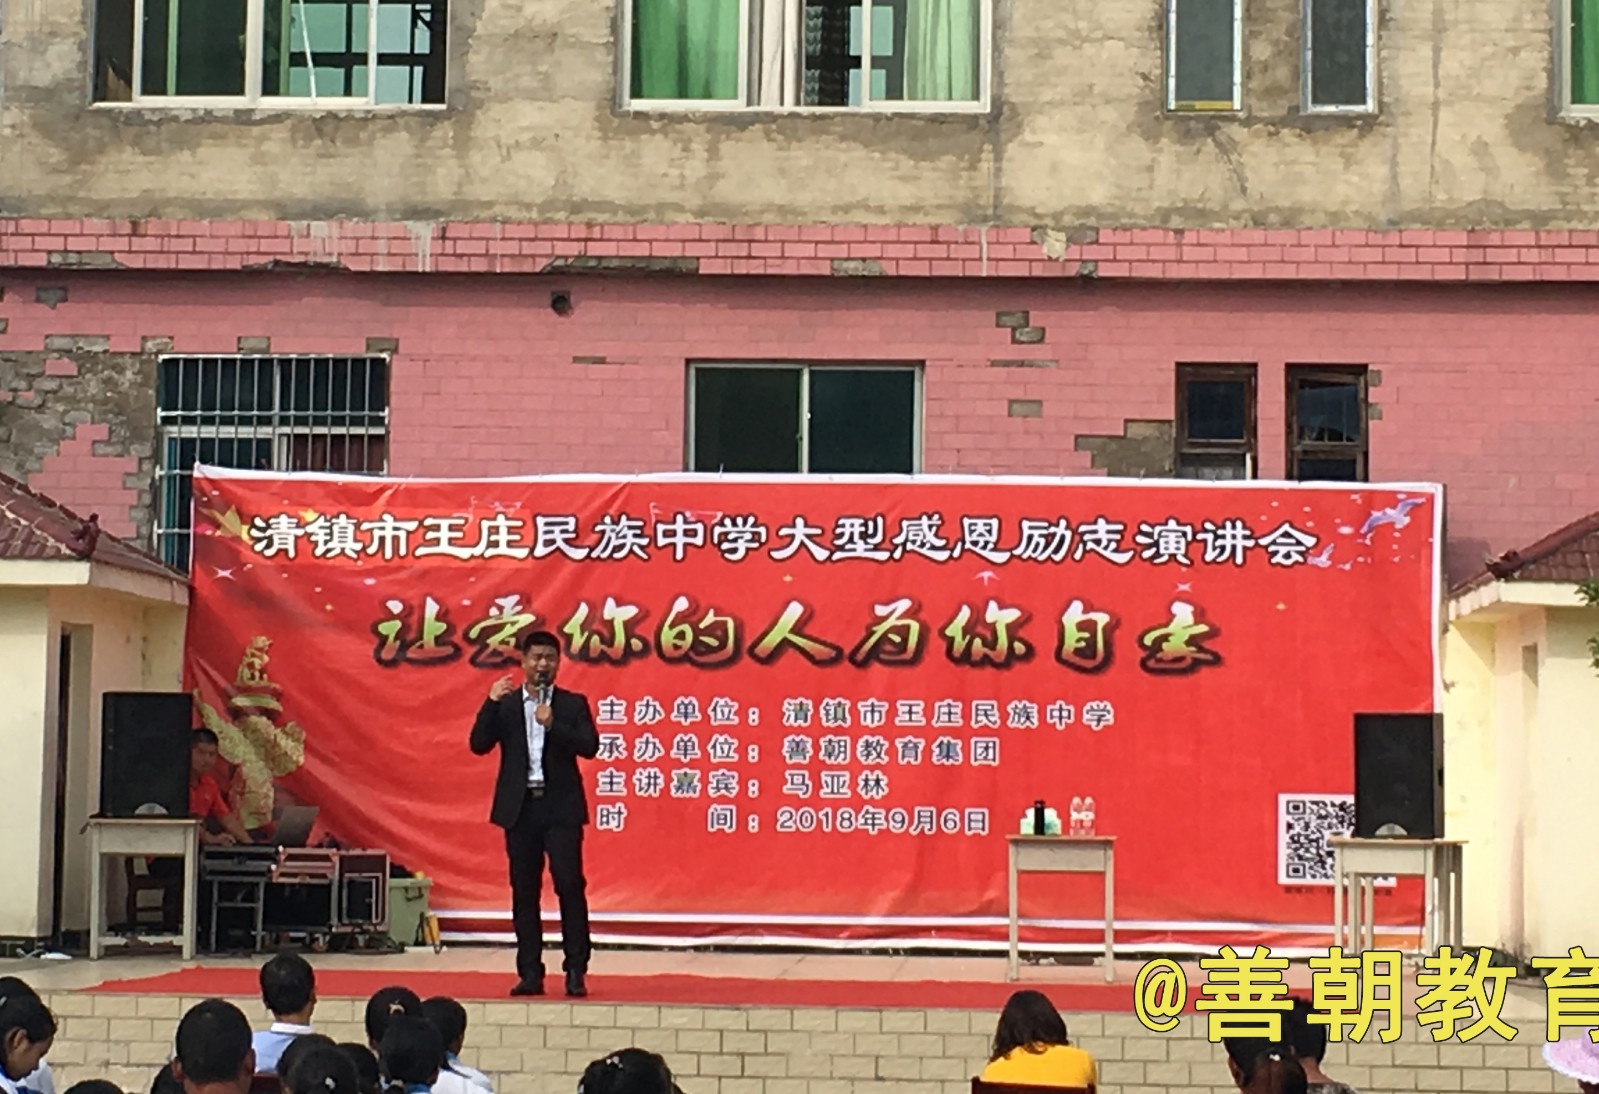 清镇市王庄民族中学大型感恩励志演讲会
让爱你的人为你自豪
主办单位：清镇市王庄民族中学
承办单位：善朝教育集团
主讲嘉宾：马亚林
时 间：2018年9月6日
@善朝教育